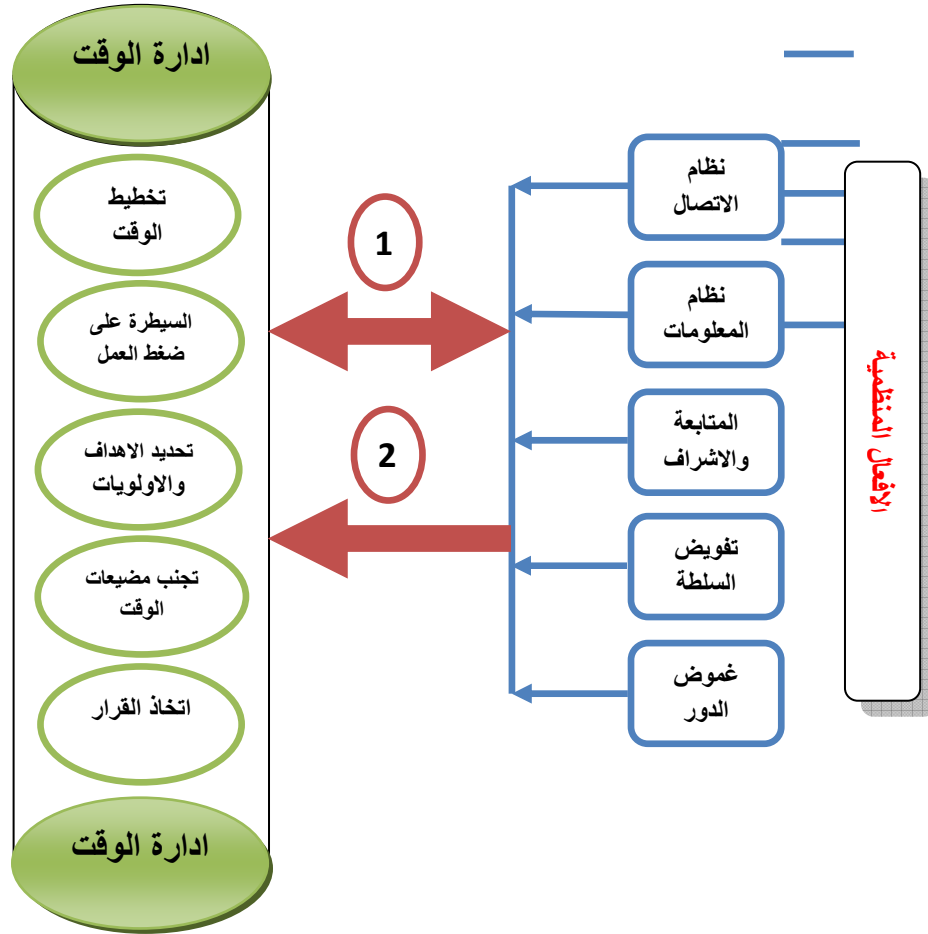 ادارة الوقت
تخطيط
الوقت
السيطرة على
ضغط العمل
تحديد الاهداف
والاولويات
تجنب مضيعات
الوقت
اتخاذ القرار
ادارة الوقت
1
2
نظام
الاتصال
نظام
المعلومات
المتابعة
والاشراف
تفويض
السلطة
غموض
الدور
الافعال المنظمية